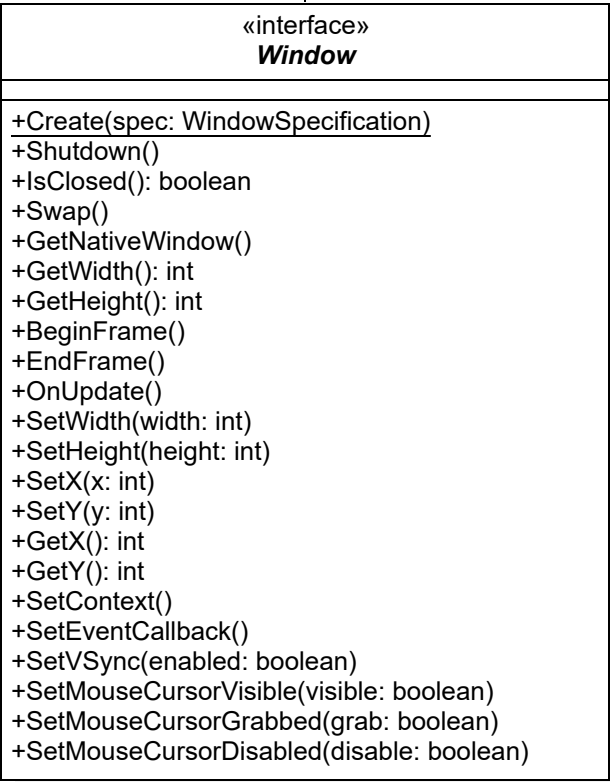 «interface»
Window
+Create(spec: WindowSpecification)
+Shutdown()
+IsClosed(): boolean
+Swap()
+GetNativeWindow()
+GetWidth(): int
+GetHeight(): int
+BeginFrame()
+EndFrame()
+OnUpdate()
+SetWidth(width: int)
+SetHeight(height: int)
+SetX(x: int)
+SetY(y: int)
+GetX(): int
+GetY(): int
+SetContext()
+SetEventCallback()
+SetVSync(enabled: boolean)
+SetMouseCursorVisible(visible: boolean)
+SetMouseCursorGrabbed(grab: boolean)
+SetMouseCursorDisabled(disable: boolean)